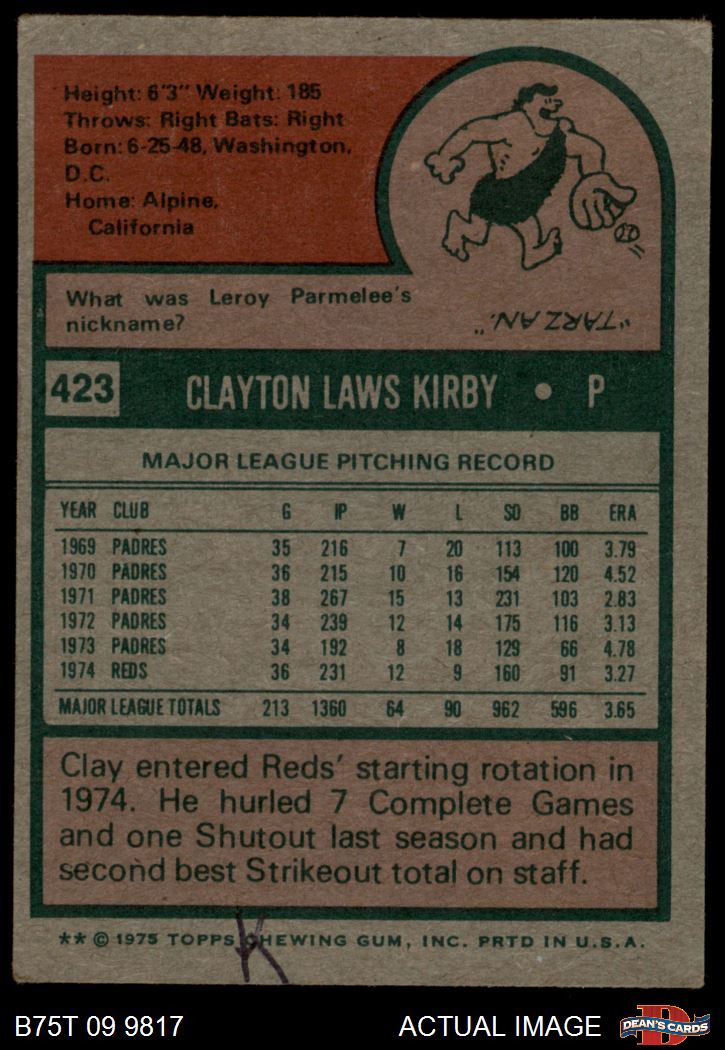 Height: 6'3" Weight: 185
Throws: Right Bats: Right
Born: 6-25-48, Washington,
D.C.
Home: Alpine,
California
What was Leroy Parmelee's
nickname?
"TARZAN."
423 CLAYTON LAWS KIRBY • P
MAJOR LEAGUE PITCHING RECORD
YEAR CLUB G IP W L SO BB ERA
1969 PADRES 35 216 7 20 113 100 3.79
1970 PADRES 36 215 10 16 154 120 4.52
1971 PADRES 38 267 15 13 231 103 2.83
1972 PADRES 34 239 12 14 175 116 3.13
1973 PADRES 34 192 8 18 129 66 4.78
1974 REDS 36 231 12 9 160 91 3.27
MAJOR LEAGUE TOTALS 213 1360 64 90 962 596 3.65
Clay entered Reds' starting rotation in
1974. He hurled 7 Complete Games
and one Shutout last season and had
second best Strikeout total on staff.
** © 1975 TOPPS CHEWING GUM, INC. PRTD IN U.S.A.
K
B75T 09 9817 ACTUAL IMAGE D DEAN'S CARDS